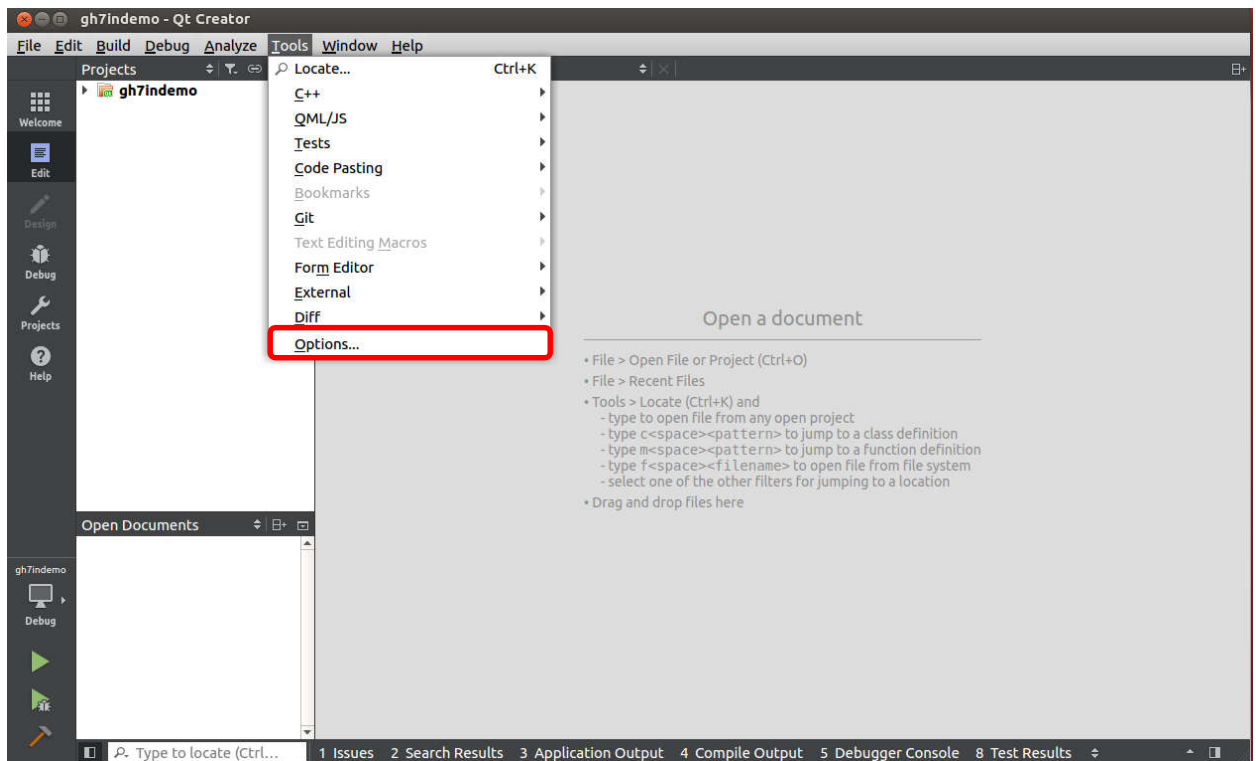 gh7indemo - Qt Creator
File Edit Build Debug Analyze Tools Window Help
Projects
gh7indemo
Welcome
Edit
Design
Debug
Projects
Help
Locate... Ctrl+K
C++
QML/JS
Tests
Code Pasting
Bookmarks
Git
Text Editing Macros
Form Editor
External
Diff
Options...
Open a document
• File > Open File or Project (Ctrl+O)
• File > Recent Files
• Tools > Locate (Ctrl+K) and
- type to open file from any open project
- type c<space><pattern> to jump to a class definition
- type m<space><pattern> to jump to a function definition
- type f<space><filename> to open file from file system
- select one of the other filters for jumping to a location
• Drag and drop files here
Open Documents
gh7indemo
Debug
Type to locate (Ctrl...
1 Issues 2 Search Results 3 Application Output 4 Compile Output 5 Debugger Console 8 Test Results